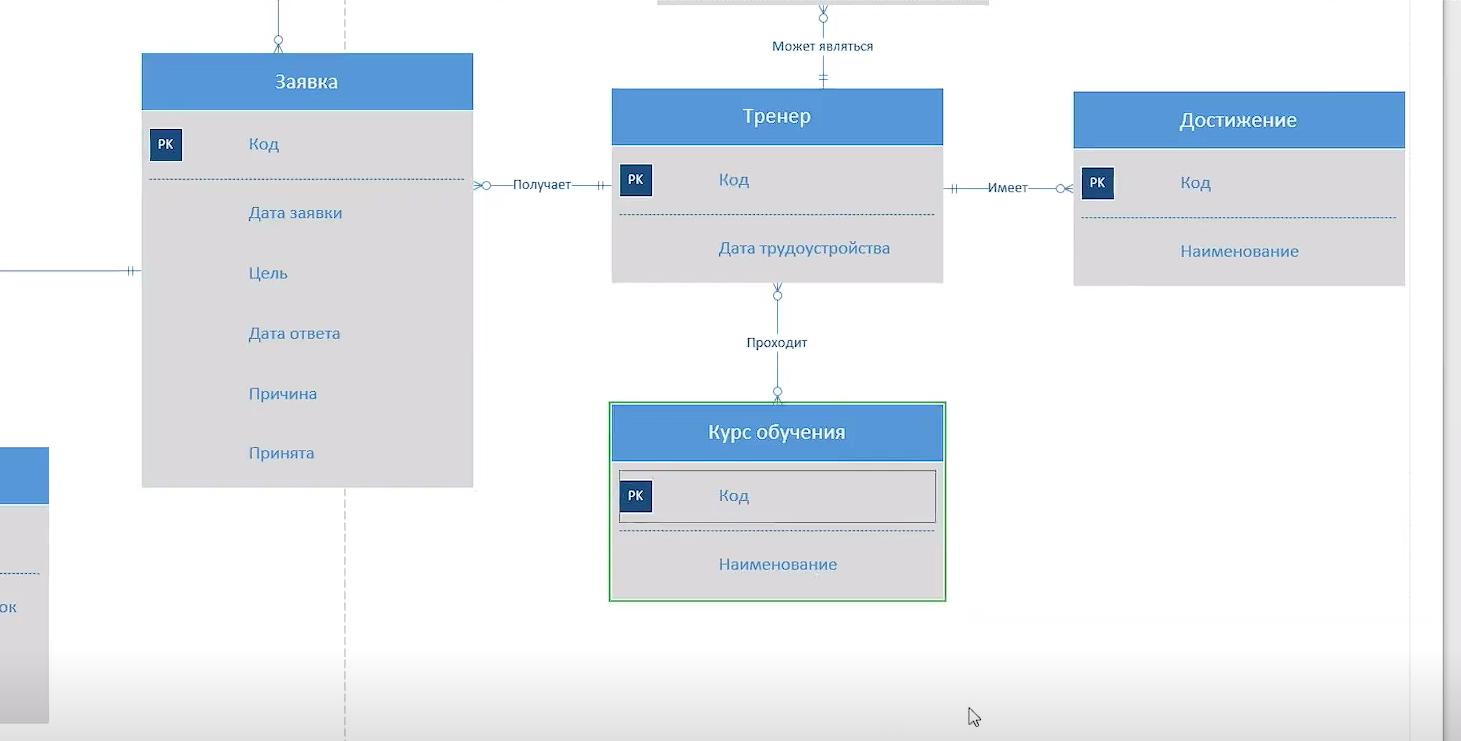 Может являться
Заявка
PK Код
Дата заявки
Цель
Дата ответа
Причина
Принята
Получает
Тренер
PK Код
Дата трудоустройства
Имеет
Достижение
PK Код
Наименование
Проходит
Курс обучения
PK Код
Наименование
ок